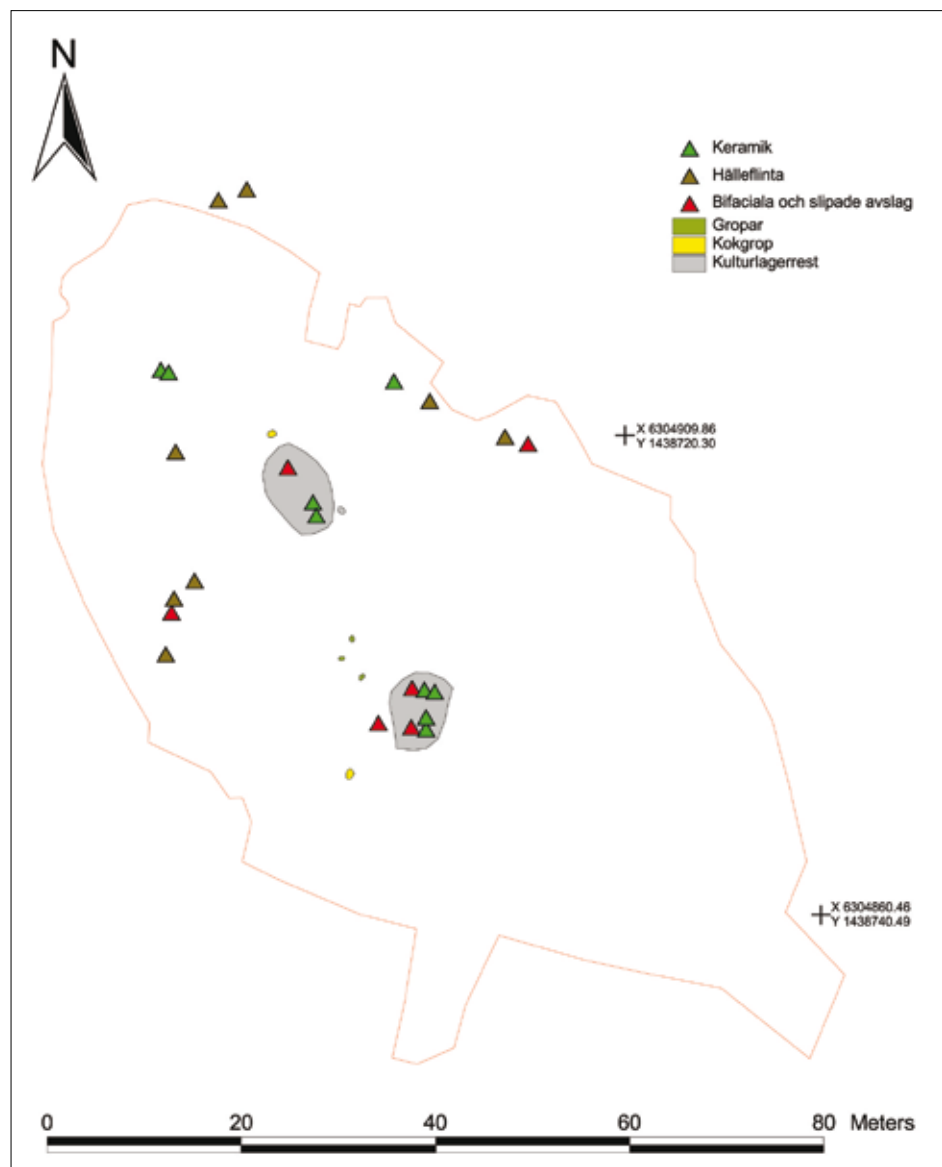 N
Keramik
Hälleflinta
Bifaciala och slipade avslag
Gropar
Kokgrop
Kulturlagerrest
X 6304909.86
Y 1438720.30
X 6304860.46
Y 1438740.49
0 20 40 60 80 Meters